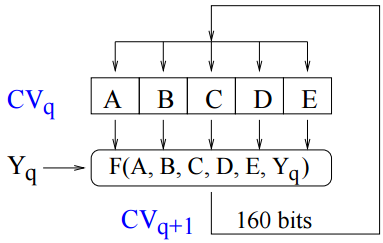 CVq A B C D E
Yq F(A, B, C, D, E, Yq)
CVq+1 160 bits